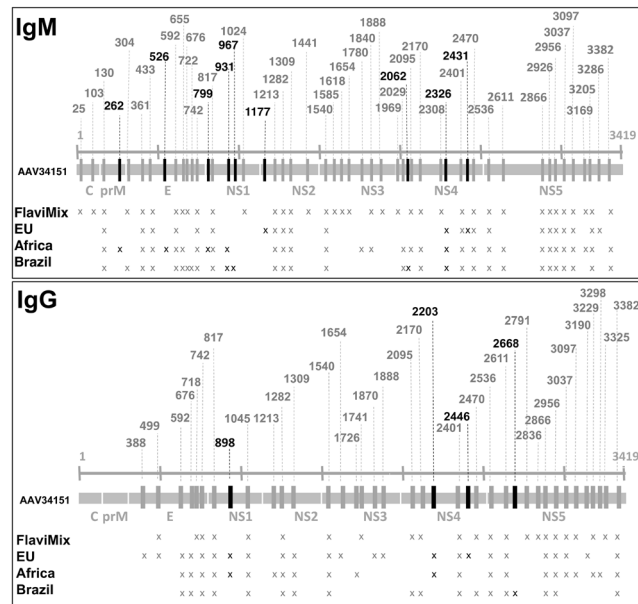 IgM
655 1024 1888 3097
592 676 967 1309 1441 1840 2170 2470 3037
304 526 722 931 1282 1654 1780 2095 2431 2956 3382
130 433 817 1213 1618 2062 2401 2926 3286
103 799 1585 2029 2326 3205
25 262 361 742 1177 1540 1969 2308 2536 2611 2866 3169
1 3419
AAV34151
C prM E NS1 NS2 NS3 NS4 NS5
FlaviMix x x x x x x x x x x x x x x x x x x x x x x x x x x x x x x x x x x x x
EU x x x x x x x x x x x x x x x x x x x x x x x x x x x x
Africa x x x x x x x x x x x x x x x x x x x x x x x x x x x x x x x x x
Brazil x x x x x x x x x x x x x x x x x x x x x x x x x x x x x x
IgG
3298
2203 3229 3382
817 1654 2170 2791 3190
742 1540 2668 3325
718 1309 2095 2611 3097
676 1282 1870 1888 2536 3037
499 592 1045 1213 1741 2446 2470 2956
388 898 1726 2401 2836 2866
1 3419
AAV34151
C prM E NS1 NS2 NS3 NS4 NS5
FlaviMix x x x x x x x x x x x x x x x x x x x x x x x
EU x x x x x x x x x x x x x x x x x x x x x x x x
Africa x x x x x x x x x x x x x x x x x x x x x x x x
Brazil x x x x x x x x x x x x x x x x x x x x x